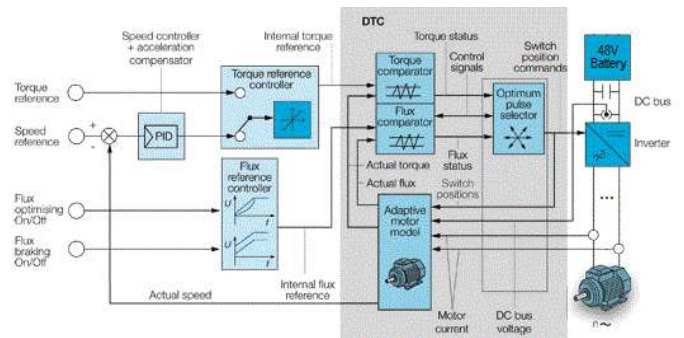 DTC
Speed controller
+ acceleration
compensator
Internal torque
reference
Torque status
Control
signals
Switch
position
commands
48V
Battery
Torque
reference
Torque reference
controller
Torque
comparator
Flux
comparator
Optimum
pulse
selector
DC bus
Speed
reference
+
-
PID
Inverter
Flux
reference
controller
Actual torque
Actual flux
Flux
status
Switch
positions
Flux
optimising
On/Off
U
f
Adaptive
motor
model
...
Flux
braking
On/Off
U
f
Internal flux
reference
Actual speed
Motor
current
DC bus
voltage
n~